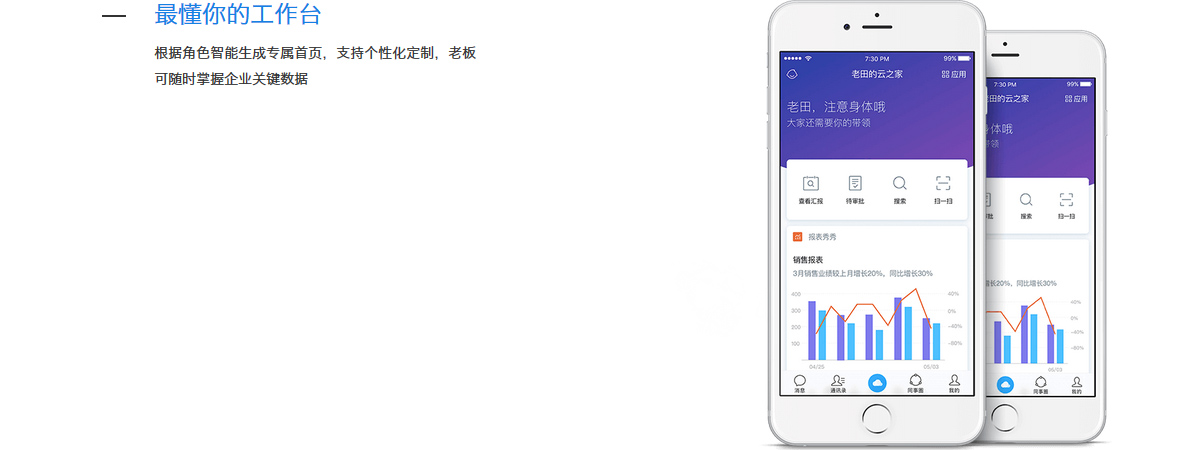 最懂你的工作台
根据角色智能生成专属首页，支持个性化定制，老板
可随时掌握企业关键数据
7:30 PM
99%
老田的云之家
应用
老田，注意身体哦
大家还需要你的带领
查看汇报
待审批
搜索
扫一扫
报表秀秀
销售报表
3月销售业绩较上月增长20%，同比增长30%
400
300
200
100
40%
0%
-40%
-80%
04/25
05/03
消息
通讯录
同事圈
我的
7:30 PM
99%
田的云之家
应用
身体哦
带领
审批
搜索
扫一扫
长20%，同比增长30%
40%
0%
-40%
-80%
05/03
同事圈
我的